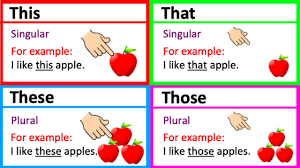 This
Singular
For example:
I like this apple.
That
Singular
For example:
I like that apple.
These
Plural
For example:
I like these apples.
Those
Plural
For example:
I like those apples.